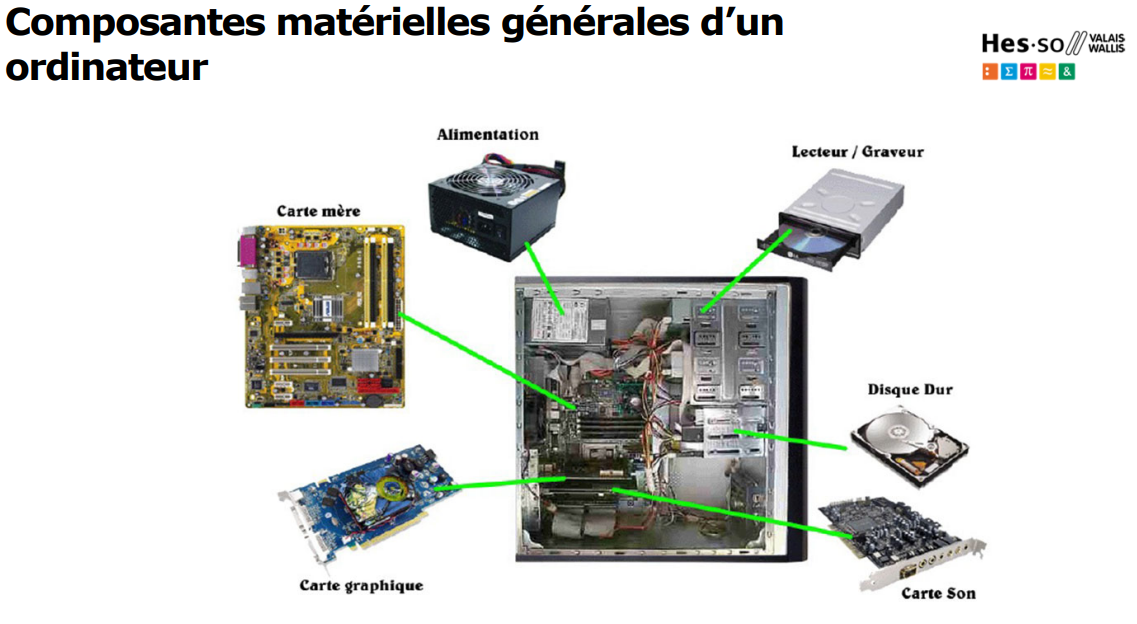 Composantes matérielles générales d’un
ordinateur
Hes·so// VALAIS
WALLIS
: Σ π ≈ &
Alimentation
Lecteur / Graveur
Carte mère
Disque Dur
Carte graphique
Carte Son